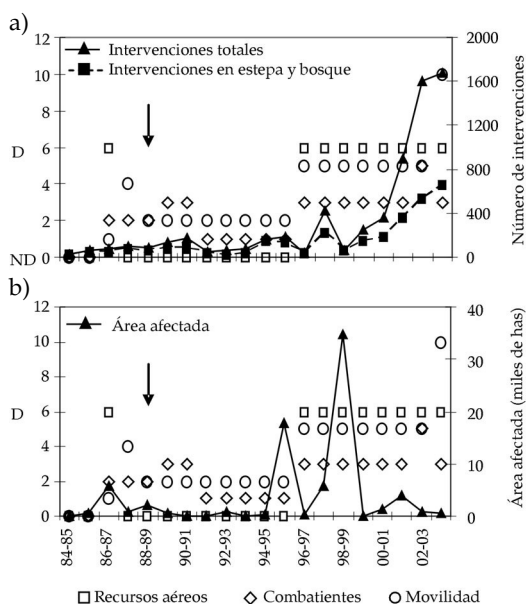 a)
12
10
8
D 6
4
2
ND 0
Intervenciones totales
Intervenciones en estepa y bosque
2000
1600
1200
800
400
0
Número de intervenciones
b)
12
10
8
D 6
4
2
0
Área afectada
40
30
20
10
0
Área afectada (miles de has)
84-85
86-87
88-89
90-91
92-93
94-95
96-97
98-99
00-01
02-03
Recursos aéreos Combatientes Movilidad